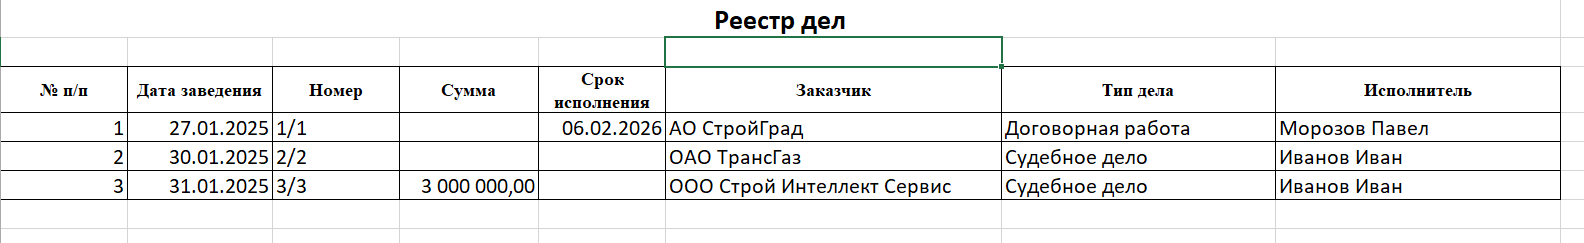 Реестр дел
№ п/п Дата заведения Номер Сумма Срок исполнения Заказчик Тип дела Исполнитель
1 27.01.2025 1/1 06.02.2026 АО СтройГрад Договорная работа Морозов Павел
2 30.01.2025 2/2 ОАО ТрансГаз Судебное дело Иванов Иван
3 31.01.2025 3/3 3 000 000,00 ООО Строй Интеллект Сервис Судебное дело Иванов Иван